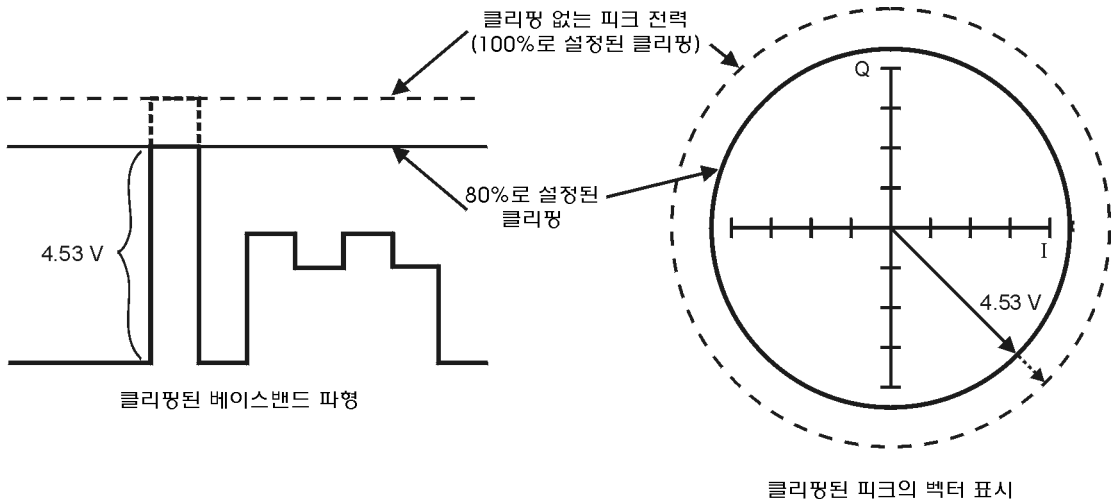 클리핑 없는 피크 전력
(100%로 설정된 클리핑)
Q
80%로 설정된
클리핑
4.53 V
I
4.53 V
클리핑된 베이스밴드 파형
클리핑된 피크의 벡터 표시